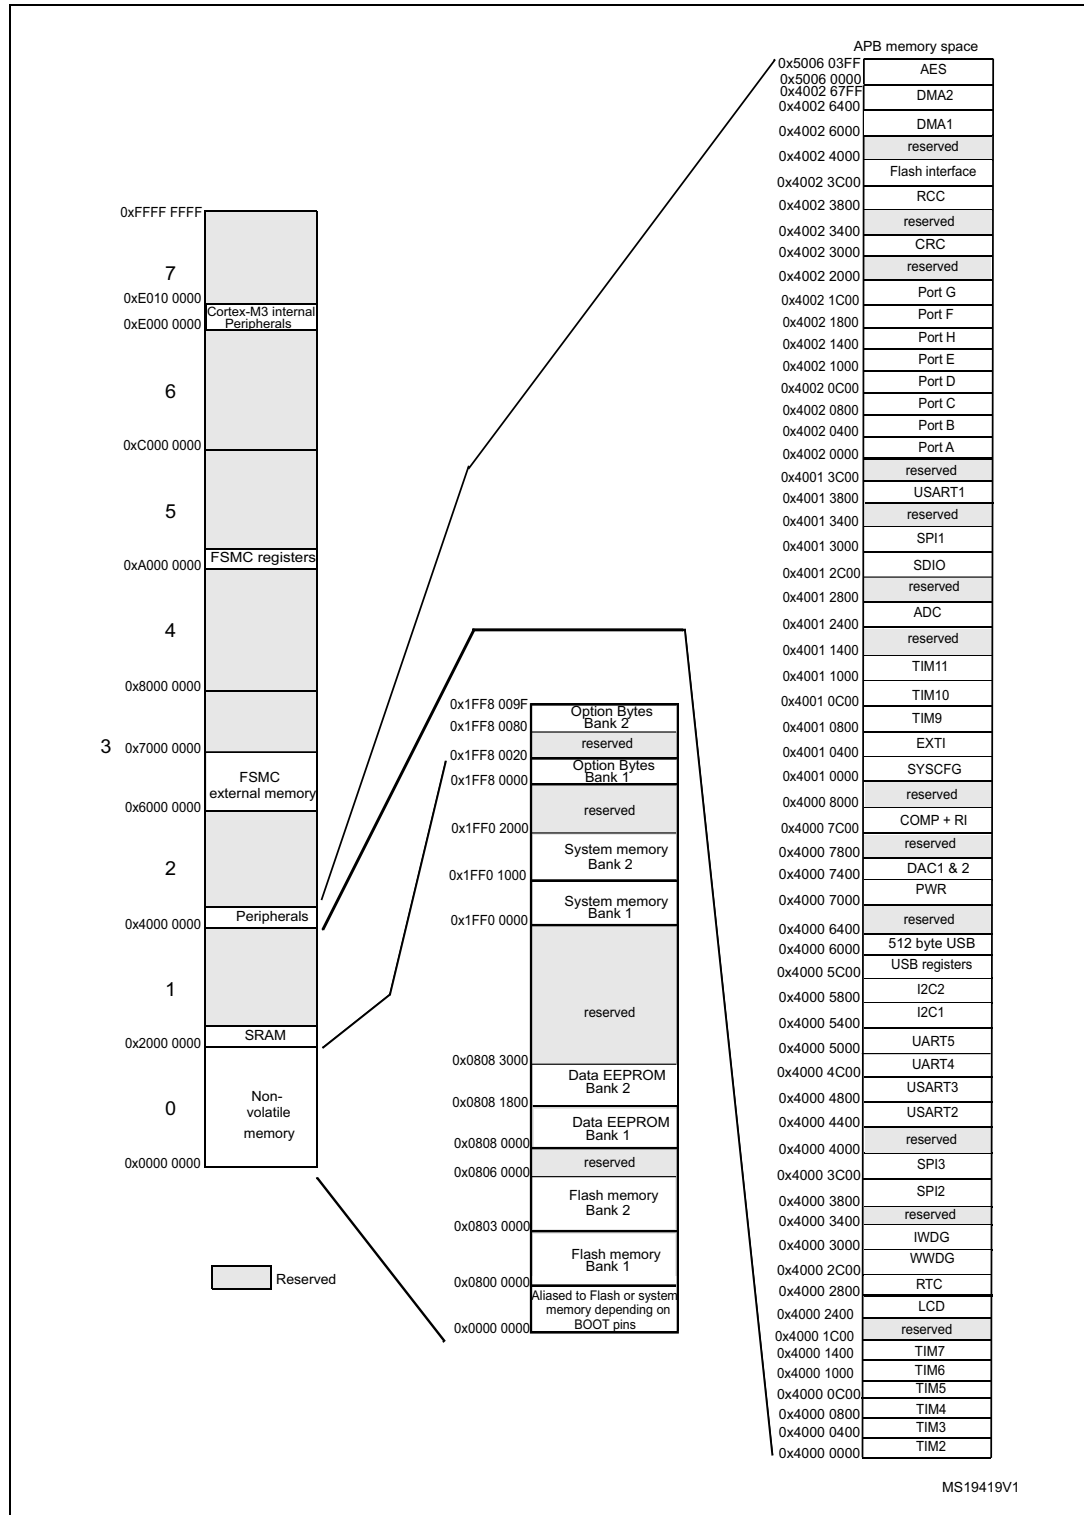 APB memory space
0x5006 03FF
AES
0x5006 0000
0x4002 67FF
DMA2
0x4002 6400
DMA1
0x4002 6000
reserved
0x4002 4000
Flash interface
0x4002 3C00
RCC
0x4002 3800
reserved
0x4002 3400
CRC
0x4002 3000
reserved
0x4002 2000
Port G
0x4002 1C00
Port F
0x4002 1800
Port H
0x4002 1400
Port E
0x4002 1000
Port D
0x4002 0C00
Port C
0x4002 0800
Port B
0x4002 0400
Port A
0x4002 0000
reserved
0x4001 3C00
USART1
0x4001 3800
reserved
0x4001 3400
SPI1
0x4001 3000
SDIO
0x4001 2C00
reserved
0x4001 2800
ADC
0x4001 2400
reserved
0x4001 1400
TIM11
0x4001 1000
TIM10
0x4001 0C00
TIM9
0x4001 0800
EXTI
0x4001 0400
SYSCFG
0x4001 0000
reserved
0x4000 8000
COMP + RI
0x4000 7C00
reserved
0x4000 7800
DAC1 & 2
0x4000 7400
PWR
0x4000 7000
reserved
0x4000 6400
512 byte USB
0x4000 6000
USB registers
0x4000 5C00
I2C2
0x4000 5800
I2C1
0x4000 5400
UART5
0x4000 5000
UART4
0x4000 4C00
USART3
0x4000 4800
USART2
0x4000 4400
reserved
0x4000 4000
SPI3
0x4000 3C00
SPI2
0x4000 3800
reserved
0x4000 3400
IWDG
0x4000 3000
WWDG
0x4000 2C00
RTC
0x4000 2800
LCD
0x4000 2400
reserved
0x4000 1C00
TIM7
0x4000 1400
TIM6
0x4000 1000
TIM5
0x4000 0C00
TIM4
0x4000 0800
TIM3
0x4000 0400
TIM2
0x4000 0000
0xFFFF FFFF
7
0xE010 0000
Cortex-M3 internal
Peripherals
0xE000 0000
6
0xC000 0000
5
FSMC registers
0xA000 0000
4
0x8000 0000
3
0x7000 0000
FSMC
external memory
0x6000 0000
2
Peripherals
0x4000 0000
1
SRAM
0x2000 0000
0
Non-
volatile
memory
0x0000 0000
Reserved
0x1FF8 009F
Option Bytes
Bank 2
0x1FF8 0080
reserved
0x1FF8 0020
Option Bytes
Bank 1
0x1FF8 0000
reserved
0x1FF0 2000
System memory
Bank 2
0x1FF0 1000
System memory
Bank 1
0x1FF0 0000
reserved
0x0808 3000
Data EEPROM
Bank 2
0x0808 1800
Data EEPROM
Bank 1
0x0808 0000
reserved
0x0806 0000
Flash memory
Bank 2
0x0803 0000
Flash memory
Bank 1
0x0800 0000
Aliased to Flash or system
memory depending on
BOOT pins
0x0000 0000
MS19419V1